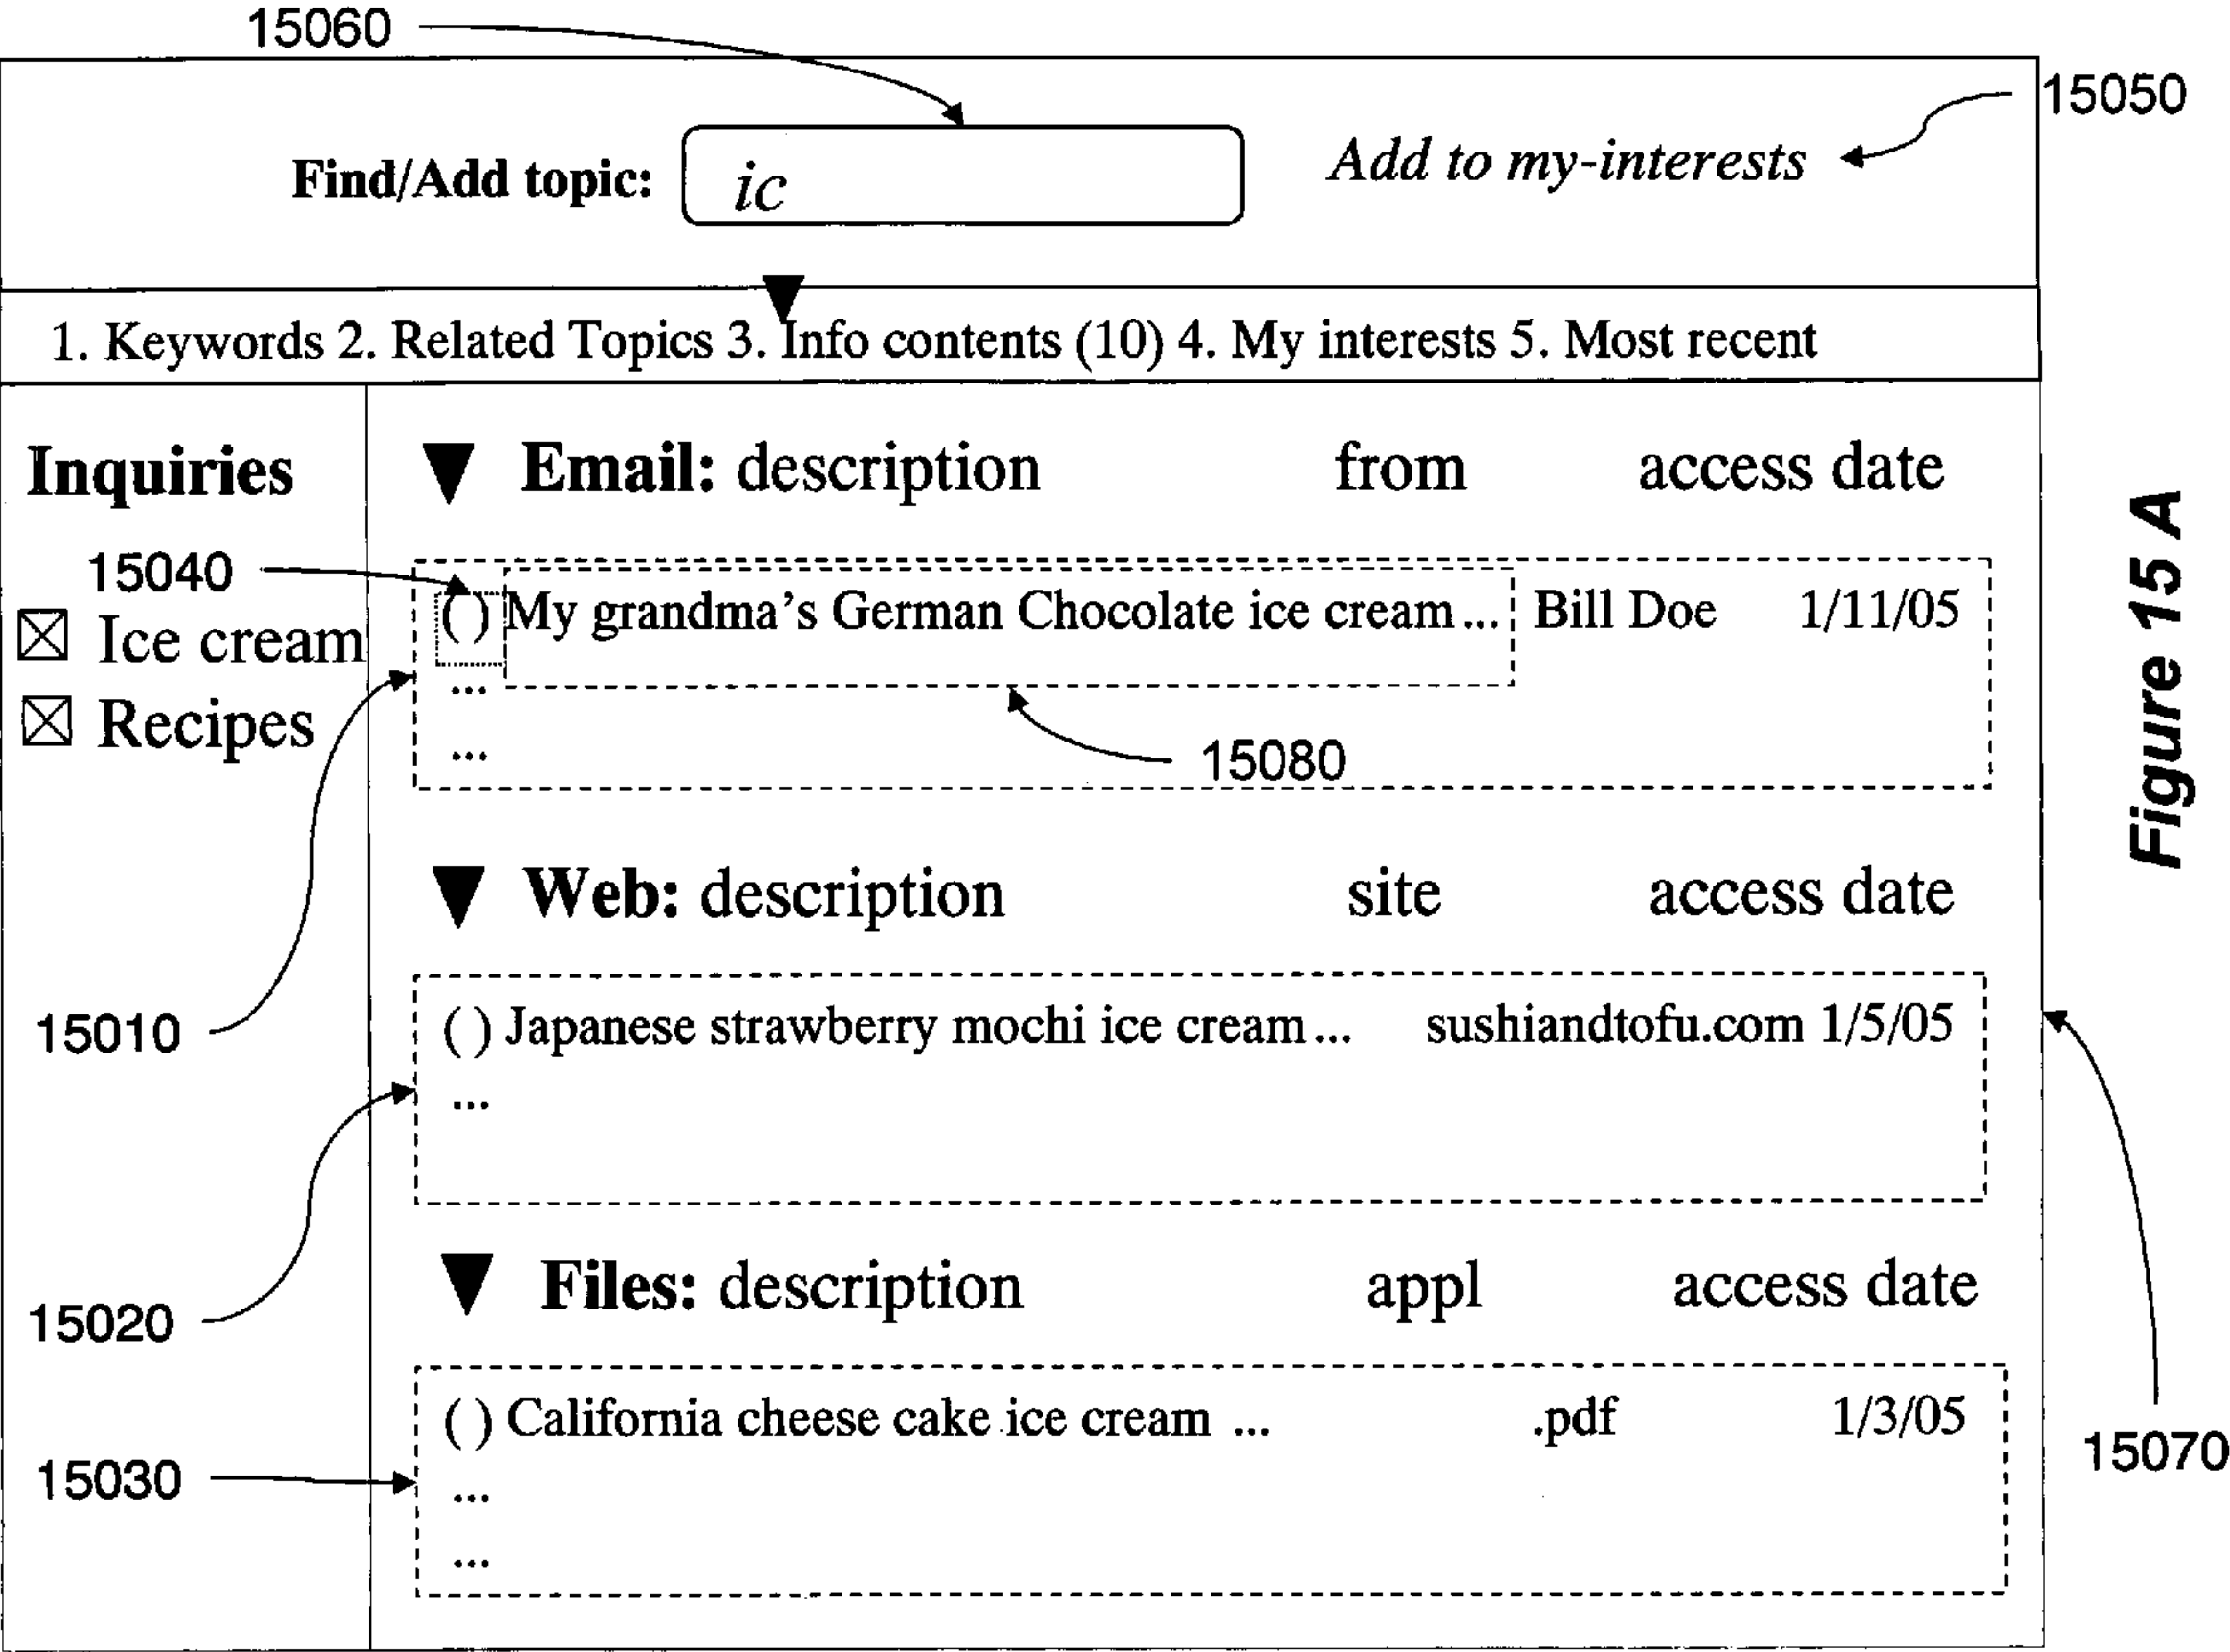 15060
15050
Find/Add topic: ic Add to my-interests
1. Keywords 2. Related Topics 3. Info contents (10) 4. My interests 5. Most recent
Inquiries
Email: description from access date
15040
( ) My grandma's German Chocolate ice cream... Bill Doe 1/11/05
Ice cream
...
Recipes
...
15080
Web: description site access date
15010
( ) Japanese strawberry mochi ice cream... sushiandtofu.com 1/5/05
...
15020
Files: description appl access date
( ) California cheese cake ice cream ... .pdf 1/3/05
15070
15030
...
...
Figure 15 A